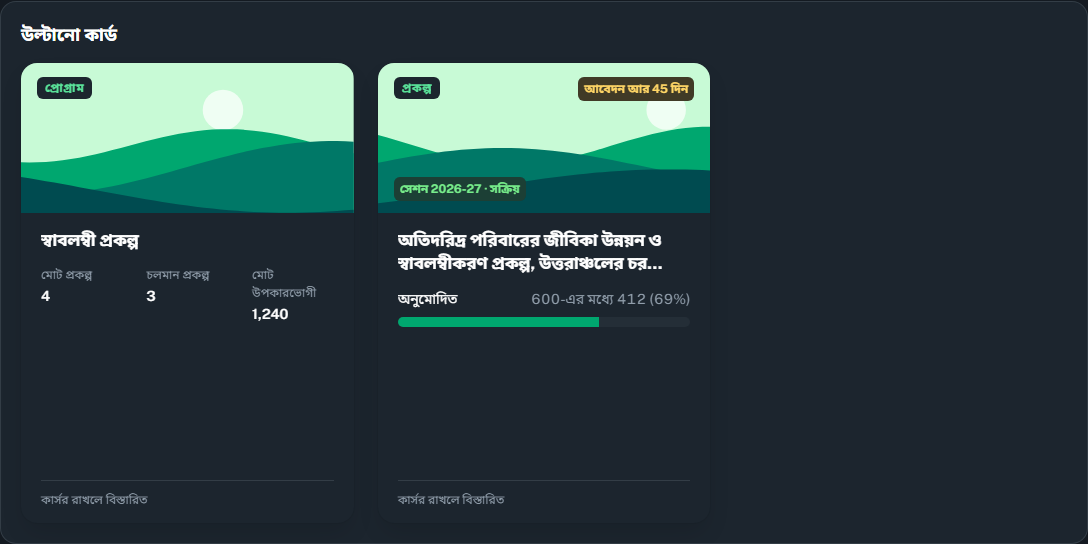 উল্টানো কার্ড
প্রোগ্রাম
স্বাবলম্বী প্রকল্প
মোট প্রকল্প
4
চলমান প্রকল্প
3
মোট
উপকারভোগী
1,240
কার্সর রাখলে বিস্তারিত
প্রকল্প
আবেদন আর 45 দিন
সেশন 2026-27 · সক্রিয়
অতিদরিদ্র পরিবারের জীবিকা উন্নয়ন ও
স্বাবলম্বীকরণ প্রকল্প, উত্তরাঞ্চলের চর…
অনুমোদিত
600-এর মধ্যে 412 (69%)
কার্সর রাখলে বিস্তারিত